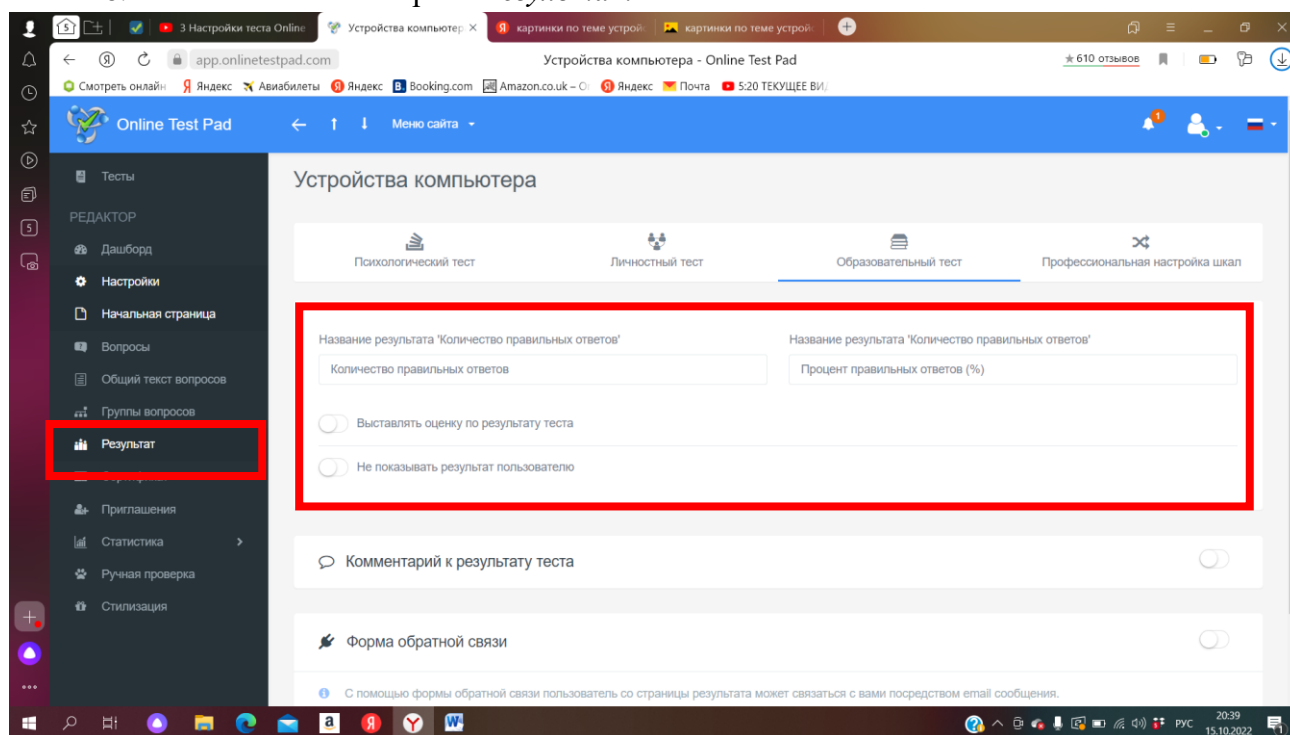 Результат.
5 3 Настройки теста Online Устройства компьютер картинки по теме устрой картинки по теме устрой
app.onlinetestpad.com Устройства компьютера - Online Test Pad 610 отзывов
Смотреть онлайн Яндекс Авиабилеты Яндекс Booking.com Amazon.co.uk – О Яндекс Почта 5:20 ТЕКУЩЕЕ ВИ
Online Test Pad Меню сайта 1
Тесты
Устройства компьютера
РЕДАКТОР
Дашборд
Настройки
Начальная страница
Вопросы
Общий текст вопросов
Группы вопросов
Результат
Приглашения
Статистика
Ручная проверка
Стилизация
Психологический тест Личностный тест Образовательный тест Профессиональная настройка шкал
Название результата 'Количество правильных ответов' Название результата 'Количество правильных ответов'
Количество правильных ответов Процент правильных ответов (%)
Выставлять оценку по результату теста
Не показывать результат пользователю
Комментарий к результату теста
Форма обратной связи
С помощью формы обратной связи пользователь со страницы результата может связаться с вами посредством email сообщения.
РУС 20:39
15.10.2022